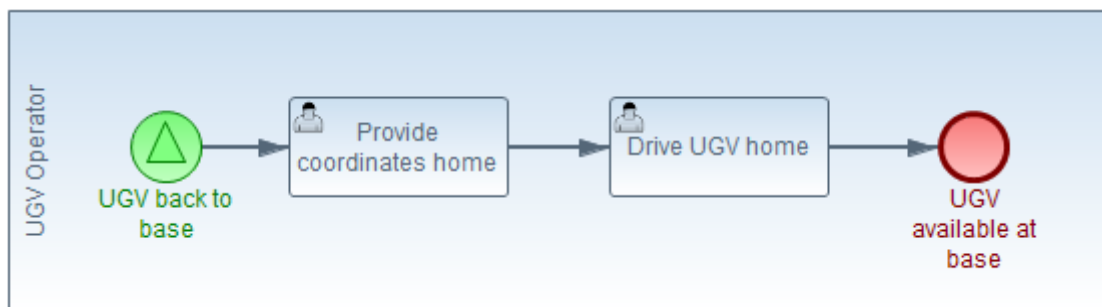 UGV Operator
UGV back to
base
Provide
coordinates home
Drive UGV home
UGV
available at
base